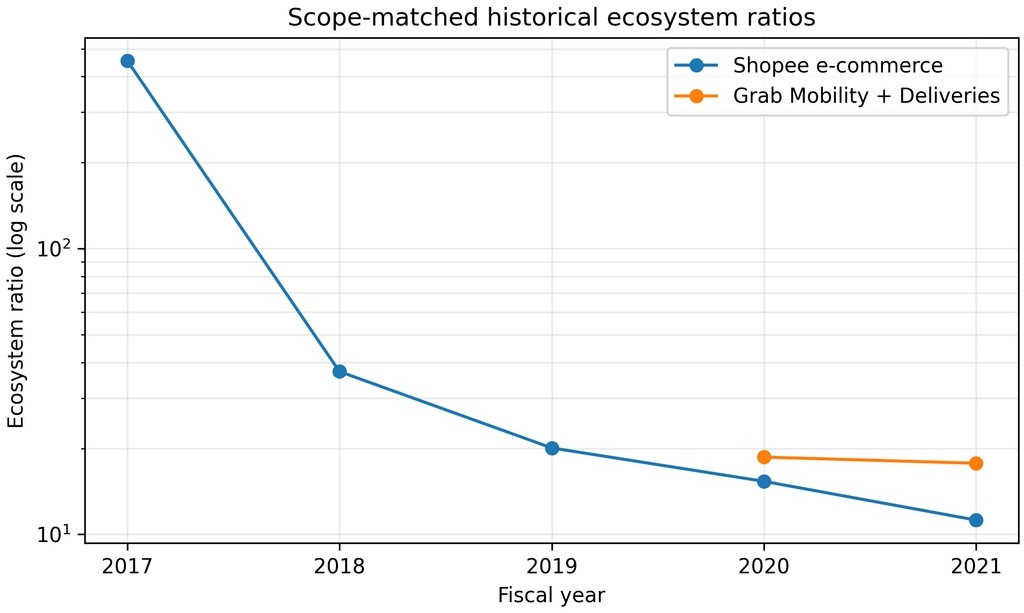 Scope-matched historical ecosystem ratios
Shopee e-commerce
Grab Mobility + Deliveries
Ecosystem ratio (log scale)
10²
10¹
2017 2018 2019 2020 2021
Fiscal year